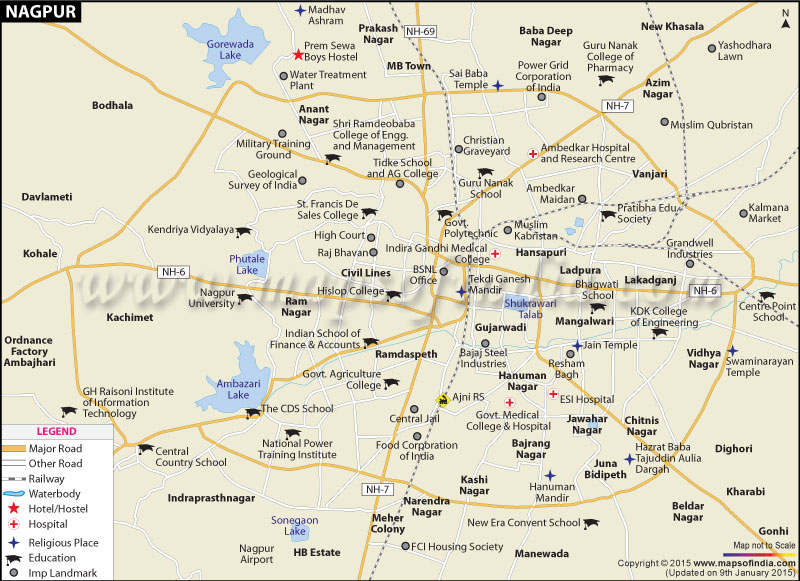 NAGPUR
Madhav
Ashram
Gorewada
Lake
Prem Sewa
Boys Hostel
Water Treatment
Plant
Prakash
Nagar
NH-69
MB Town
Baba Deep
Nagar
New Khasala
N
Guru Nanak
College of
Pharmacy
Yashodhara
Lawn
Sai Baba
Temple
Power Grid
Corporation
of India
Azim
Nagar
NH-7
Bodhala
Anant
Nagar
Shri Ramdeobaba
College of Engg.
and Management
Military Training
Ground
Muslim Qubristan
Christian
Graveyard
Ambedkar Hospital
and Research Centre
Tidke School
and AG College
Geological
Survey of India
Guru Nanak
School
Vanjari
Ambedkar
Maidan
Davlameti
St. Francis De
Sales College
Pratibha Edu.
Society
Kalmana
Market
Kendriya Vidyalaya
Govt.
Polytechnic
Muslim
Kabristan
High Court
Raj Bhavan
Indira Gandhi Medical
College
Hansapuri
Grandwell
Industries
Kohale
NH-6
Phutale
Lake
Civil Lines
BSNL
Office
Tekdi Ganesh
Mandir
Ladpura
Lakadganj
Bhagwati
School
NH-6
www.mapsofindia.com
Nagpur
University
Hislop College
Ram
Nagar
Shukrawari
Talab
Centre Point
School
Kachimet
Mangalwari
KDK College
of Engineering
Gujarwadi
Indian School of
Finance & Accounts
Ordnance
Factory
Ambajhari
Ramdaspeth
Bajaj Steel
Industries
Jain Temple
Resham
Bagh
Vidhya
Nagar
Swaminarayan
Temple
Ambazari
Lake
Govt. Agriculture
College
Hanuman
Nagar
GH Raisoni Institute
of Information
Technology
Ajni RS
ESI Hospital
The CDS School
Central Jail
Govt. Medical
College & Hospital
Jawahar
Nagar
Chitnis
Nagar
LEGEND
Major Road
Other Road
Railway
Waterbody
Hotel/Hostel
Hospital
Religious Place
Education
Imp Landmark
Central
Country School
National Power
Training Institute
Food Corporation
of India
Bajrang
Nagar
Hazrat Baba
Tajuddin Aulia
Dargah
Dighori
Juna
Bidipeth
Kashi
Nagar
Hanuman
Mandir
NH-7
Indraprasthnagar
Narendra
Nagar
Kharabi
Beldar
Nagar
Sonegaon
Lake
Meher
Colony
New Era Convent School
Gonhi
Nagpur
Airport
HB Estate
FCI Housing Society
Manewada
Map not to Scale
Copyright © 2015 www.mapsofindia.com
(Updated on 9th January 2015)